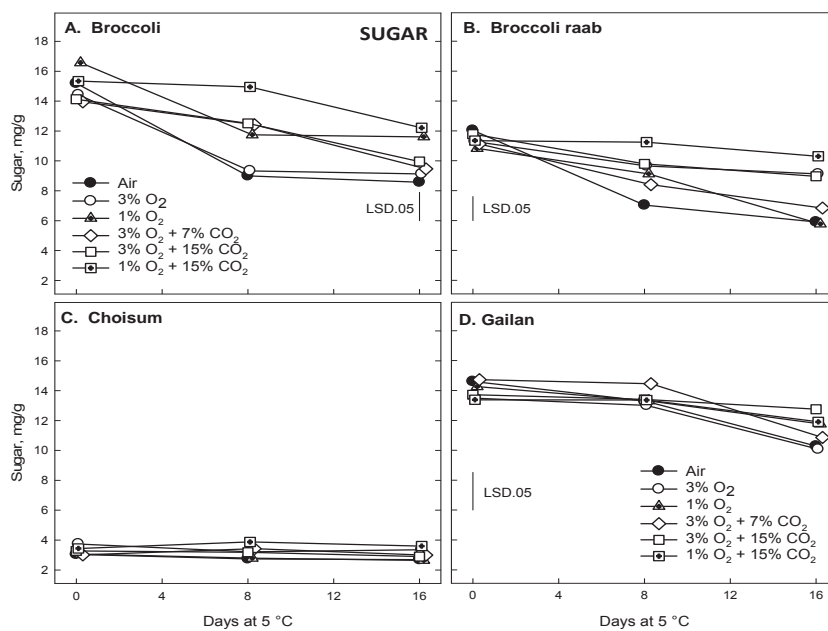 A. Broccoli
SUGAR
B. Broccoli raab
18
16
14
12
10
8
6
4
2
Sugar, mg/g
Air
3% O₂
1% O₂
3% O₂ + 7% CO₂
3% O₂ + 15% CO₂
1% O₂ + 15% CO₂
LSD.05
LSD.05
C. Choisum
D. Gailan
18
16
14
12
10
8
6
4
2
Sugar, mg/g
LSD.05
Air
3% O₂
1% O₂
3% O₂ + 7% CO₂
3% O₂ + 15% CO₂
1% O₂ + 15% CO₂
0 4 8 12 16
0 4 8 12 16
Days at 5 °C
Days at 5 °C